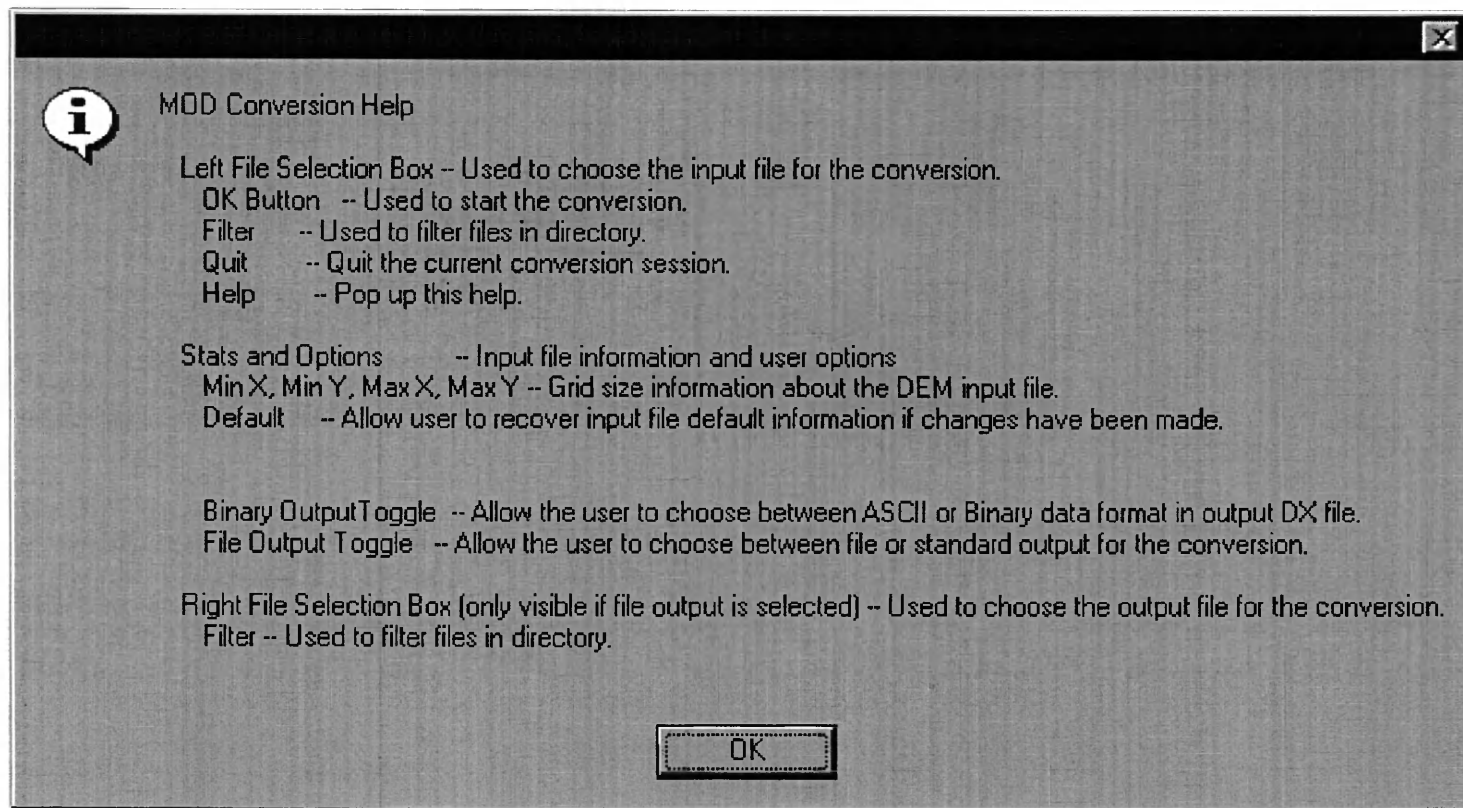 MOD Conversion Help
Left File Selection Box -- Used to choose the input file for the conversion.
OK Button -- Used to start the conversion.
Filter -- Used to filter files in directory.
Quit -- Quit the current conversion session.
Help -- Pop up this help.
Stats and Options -- Input file information and user options
Min X, Min Y, Max X, Max Y -- Grid size information about the DEM input file.
Default -- Allow user to recover input file default information if changes have been made.
Binary OutputToggle -- Allow the user to choose between ASCII or Binary data format in output DX file.
File Output Toggle -- Allow the user to choose between file or standard output for the conversion.
Right File Selection Box (only visible if file output is selected) -- Used to choose the output file for the conversion.
Filter -- Used to filter files in directory.
OK